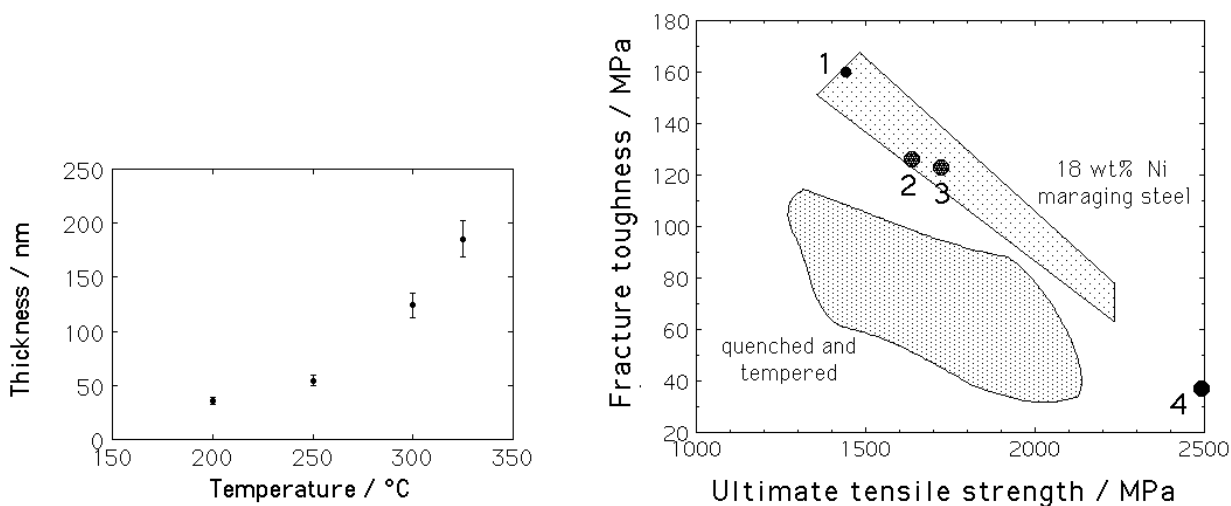 250
200
150
100
50
0
150 200 250 300 350
Thickness / nm
Temperature / °C
180
160
140
120
100
80
60
40
20
1000 1500 2000 2500
Fracture toughness / MPa
Ultimate tensile strength / MPa
1
2
3
18 wt% Ni
maraging steel
quenched and
tempered
4